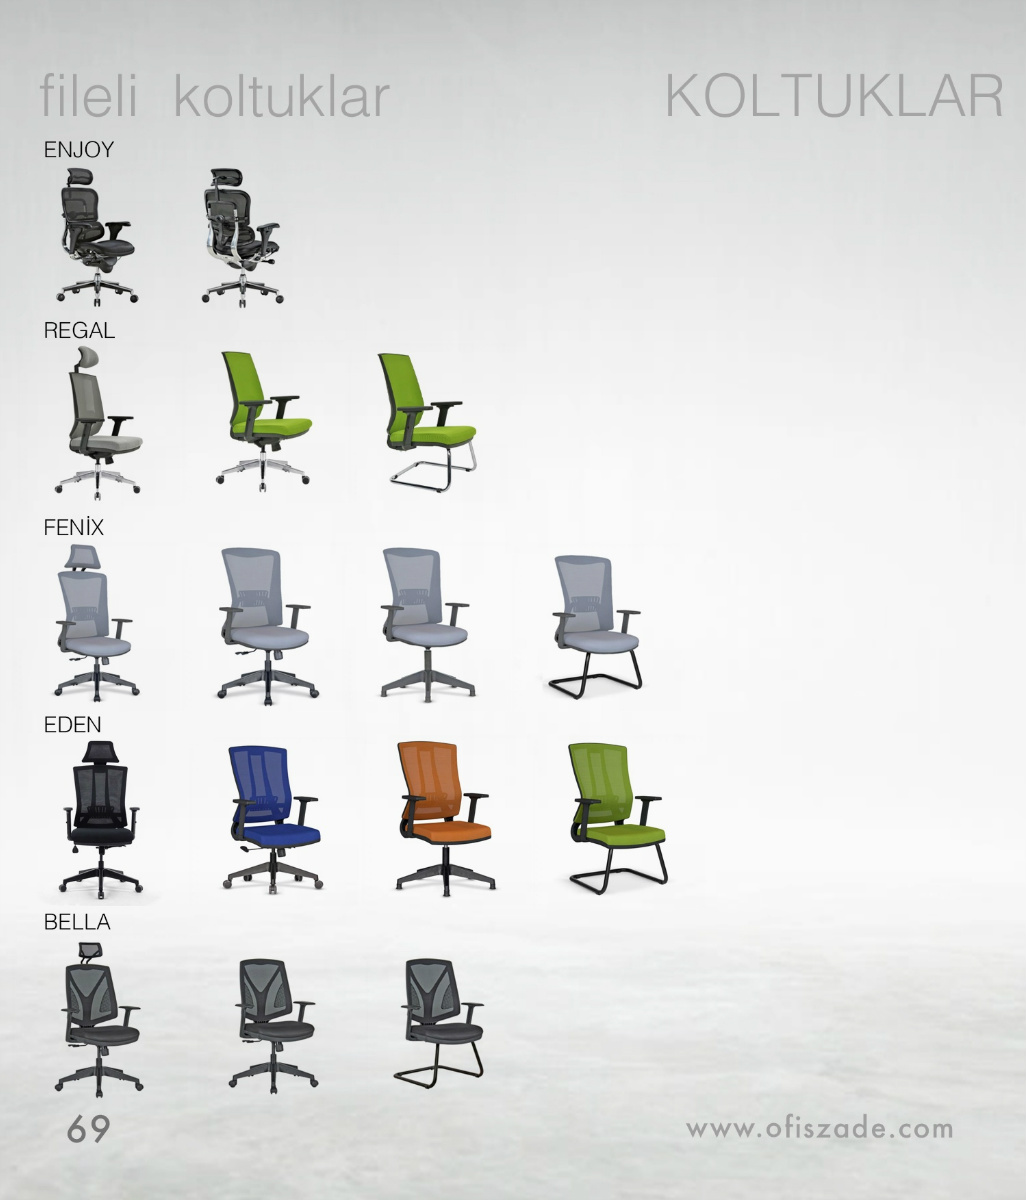 fileli koltuklar
KOLTUKLAR
ENJOY
REGAL
FENİX
EDEN
BELLA
69
www.ofiszade.com